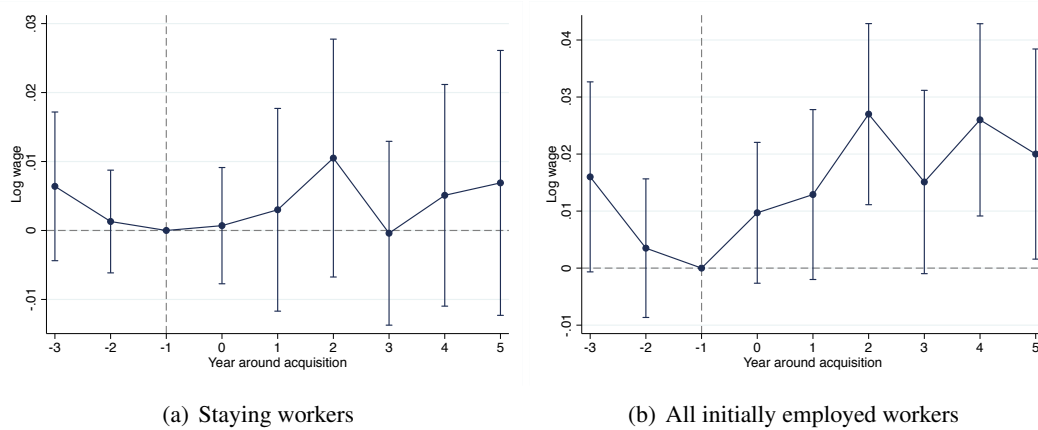 .03
.02
.01
0
-.01
Log wage
-3 -2 -1 0 1 2 3 4 5
Year around acquisition
(a) Staying workers
.04
.03
.02
.01
0
-.01
Log wage
-3 -2 -1 0 1 2 3 4 5
Year around acquisition
(b) All initially employed workers